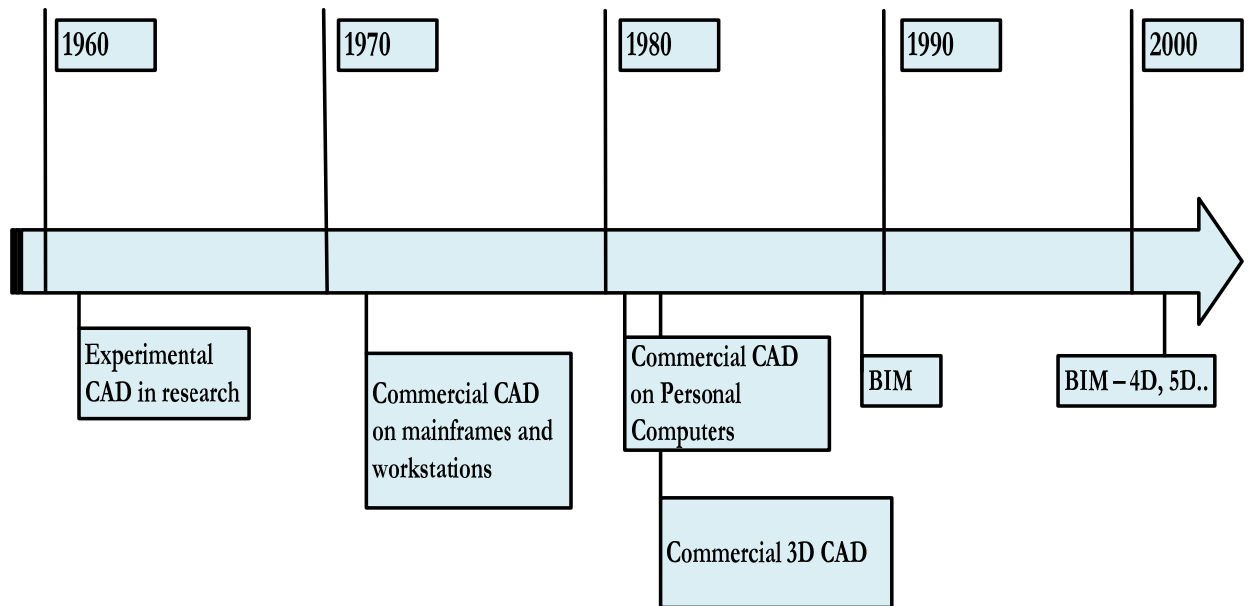 1960
1970
1980
1990
2000
Experimental
CAD in research
Commercial CAD
on mainframes and
workstations
Commercial CAD
on Personal
Computers
Commercial 3D CAD
BIM
BIM – 4D, 5D..